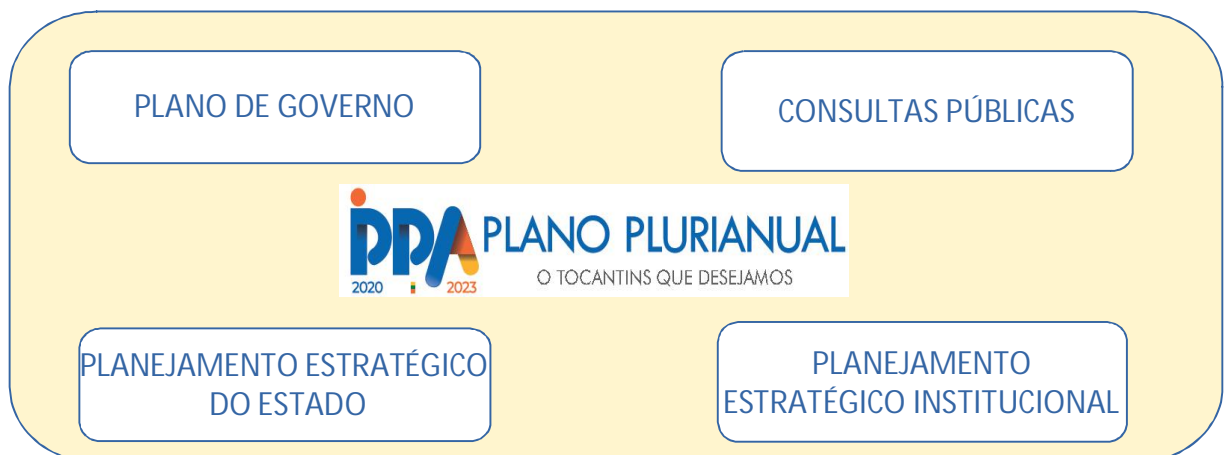 PLANO DE GOVERNO
CONSULTAS PÚBLICAS
PPA PLANO PLURIANUAL
O TOCANTINS QUE DESEJAMOS
2020 2023
PLANEJAMENTO ESTRATÉGICO
DO ESTADO
PLANEJAMENTO
ESTRATÉGICO INSTITUCIONAL